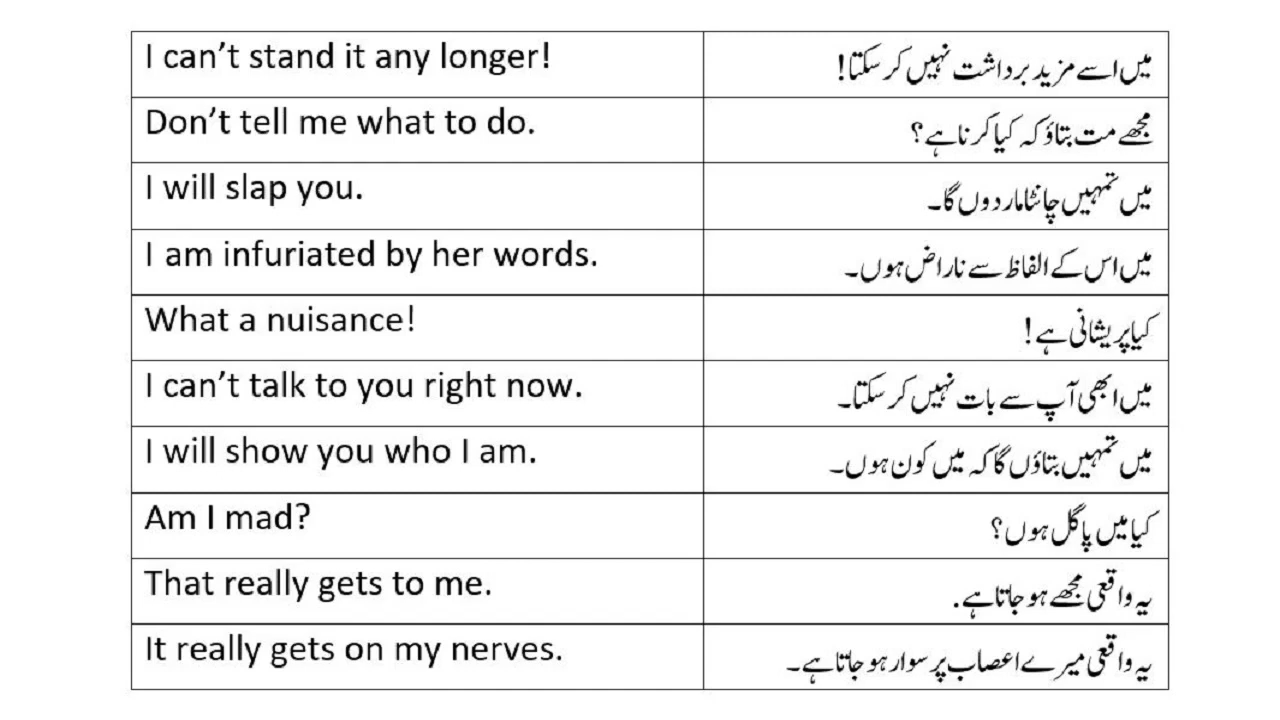 I can’t stand it any longer!
میں اسے مزید برداشت نہیں کر سکتا!
Don’t tell me what to do.
مجھے مت بتاؤ کہ کیا کرنا ہے؟
I will slap you.
میں تمہیں چانٹا مار دوں گا۔
I am infuriated by her words.
میں اس کے الفاظ سے ناراض ہوں۔
What a nuisance!
کیا پریشانی ہے!
I can’t talk to you right now.
میں ابھی آپ سے بات نہیں کر سکتا۔
I will show you who I am.
میں تمہیں بتاؤں گا کہ میں کون ہوں۔
Am I mad?
کیا میں پاگل ہوں؟
That really gets to me.
یہ واقعی مجھے ہو جاتا ہے.
It really gets on my nerves.
یہ واقعی میرے اعصاب پر سوار ہو جاتا ہے۔